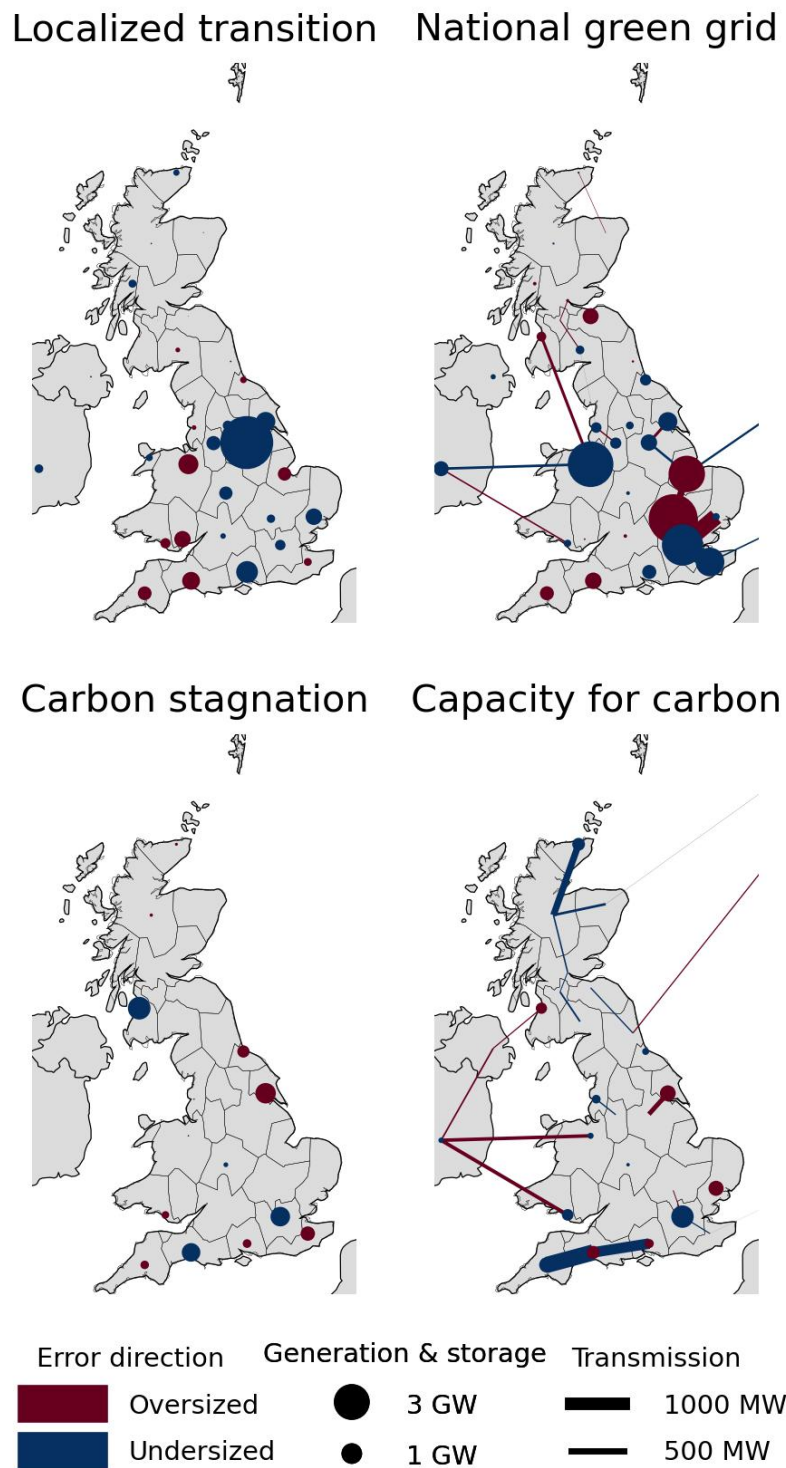 Localized transition
National green grid
Carbon stagnation
Capacity for carbon
Error direction
Oversized
Undersized
Generation & storage
3 GW
1 GW
Transmission
1000 MW
500 MW